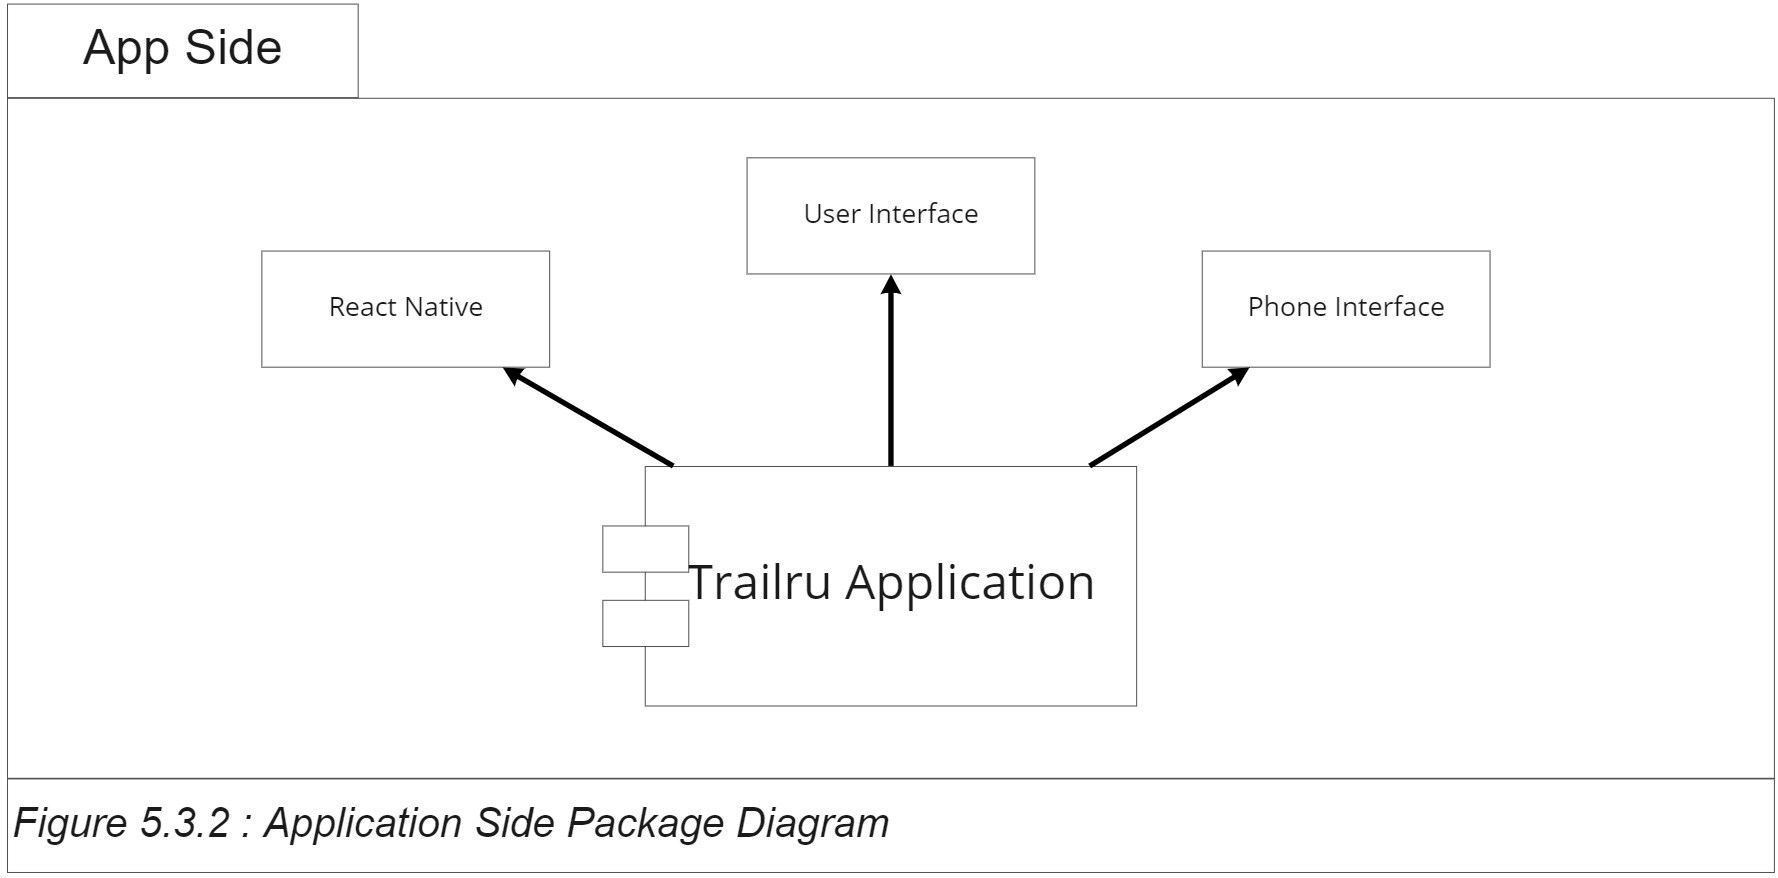 App Side
User Interface
React Native
Phone Interface
Trailru Application
Figure 5.3.2 : Application Side Package Diagram